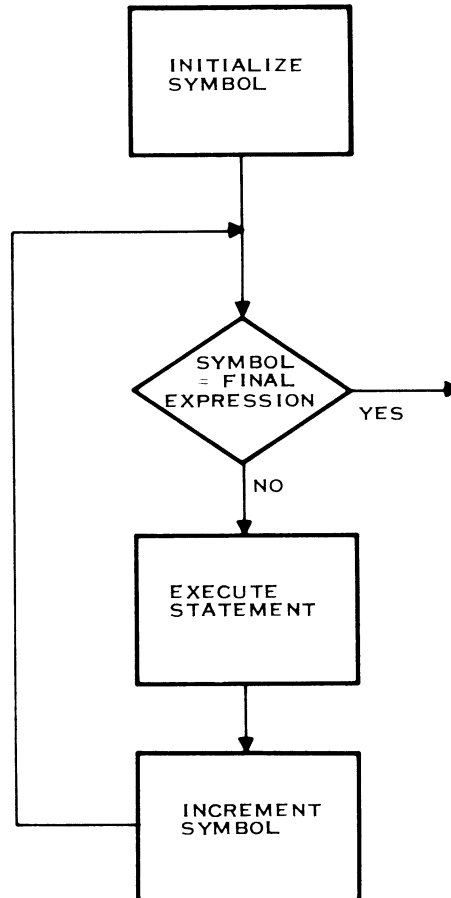 INITIALIZE
SYMBOL
SYMBOL
= FINAL
EXPRESSION
YES
NO
EXECUTE
STATEMENT
INCREMENT
SYMBOL